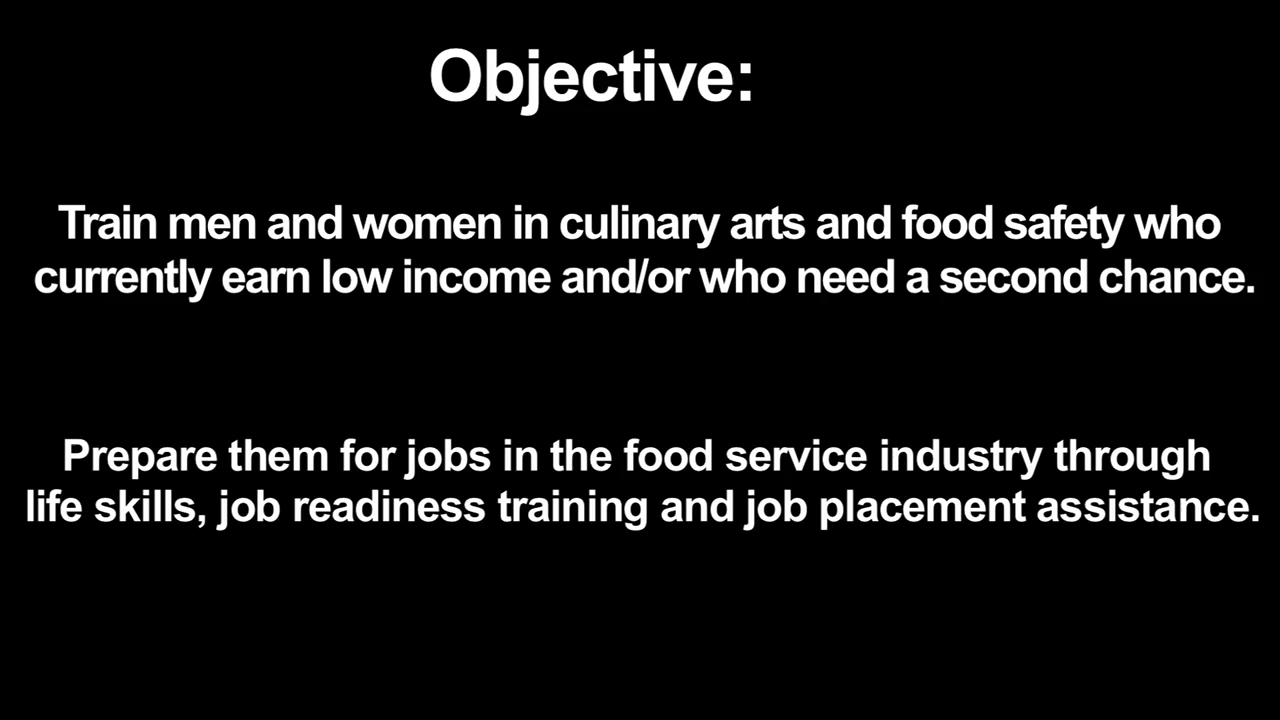 Objective:
Train men and women in culinary arts and food safety who
currently earn low income and/or who need a second chance.
Prepare them for jobs in the food service industry through
life skills, job readiness training and job placement assistance.